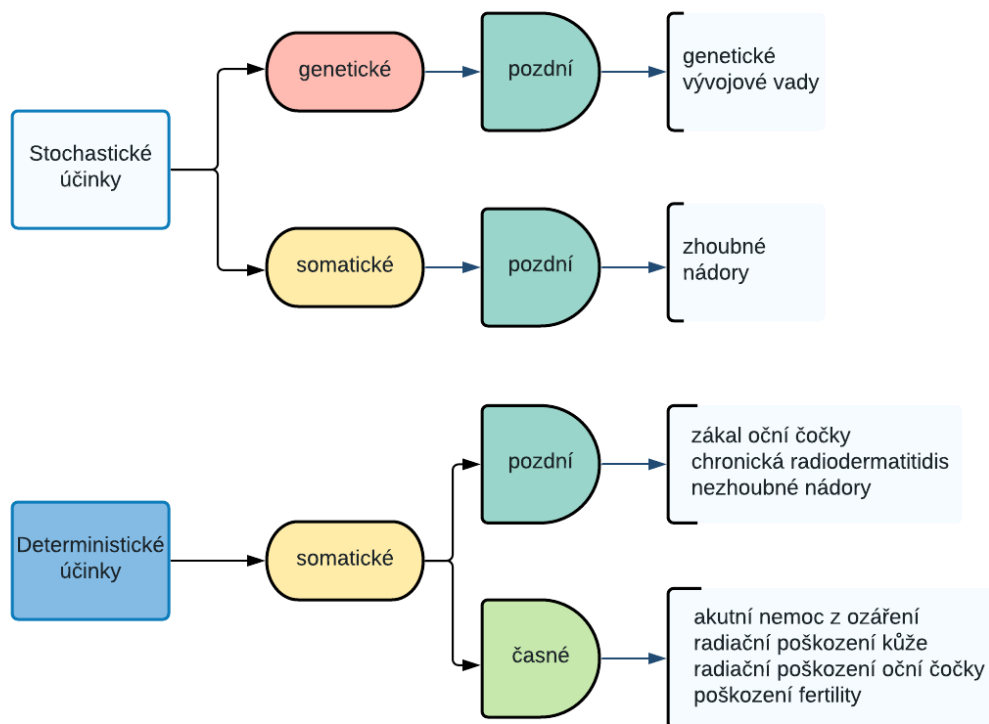 Stochastické
účinky
genetické
pozdní
genetické
vývojové vady
somatické
pozdní
zhoubné
nádory
Deterministické
účinky
somatické
pozdní
zákal oční čočky
chronická radiodermatitidis
nezhoubné nádory
časné
akutní nemoc z ozáření
radiační poškození kůže
radiační poškození oční čočky
poškození fertility